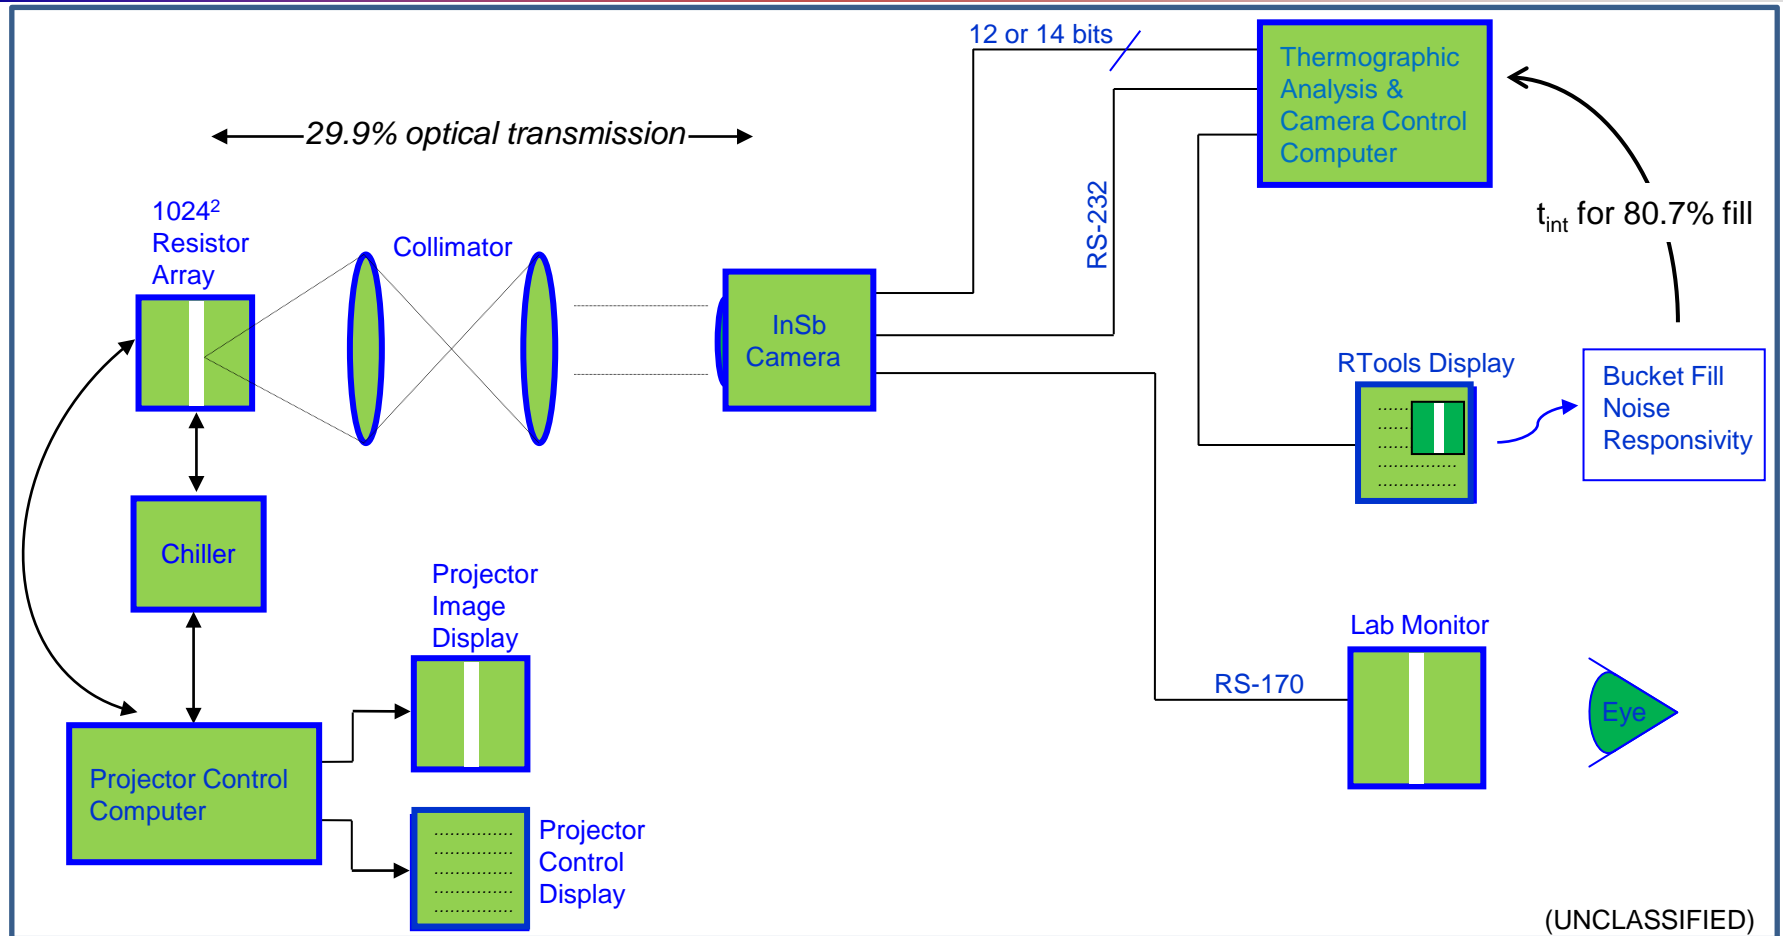 12 or 14 bits
Thermographic
Analysis &
Camera Control
Computer
29.9% optical transmission
RS-232
t_int for 80.7% fill
1024²
Resistor
Array
Collimator
InSb
Camera
RTools Display
Bucket Fill
Noise
Responsivity
Chiller
Projector
Image
Display
Lab Monitor
RS-170
Eye
Projector Control
Computer
Projector
Control
Display
(UNCLASSIFIED)